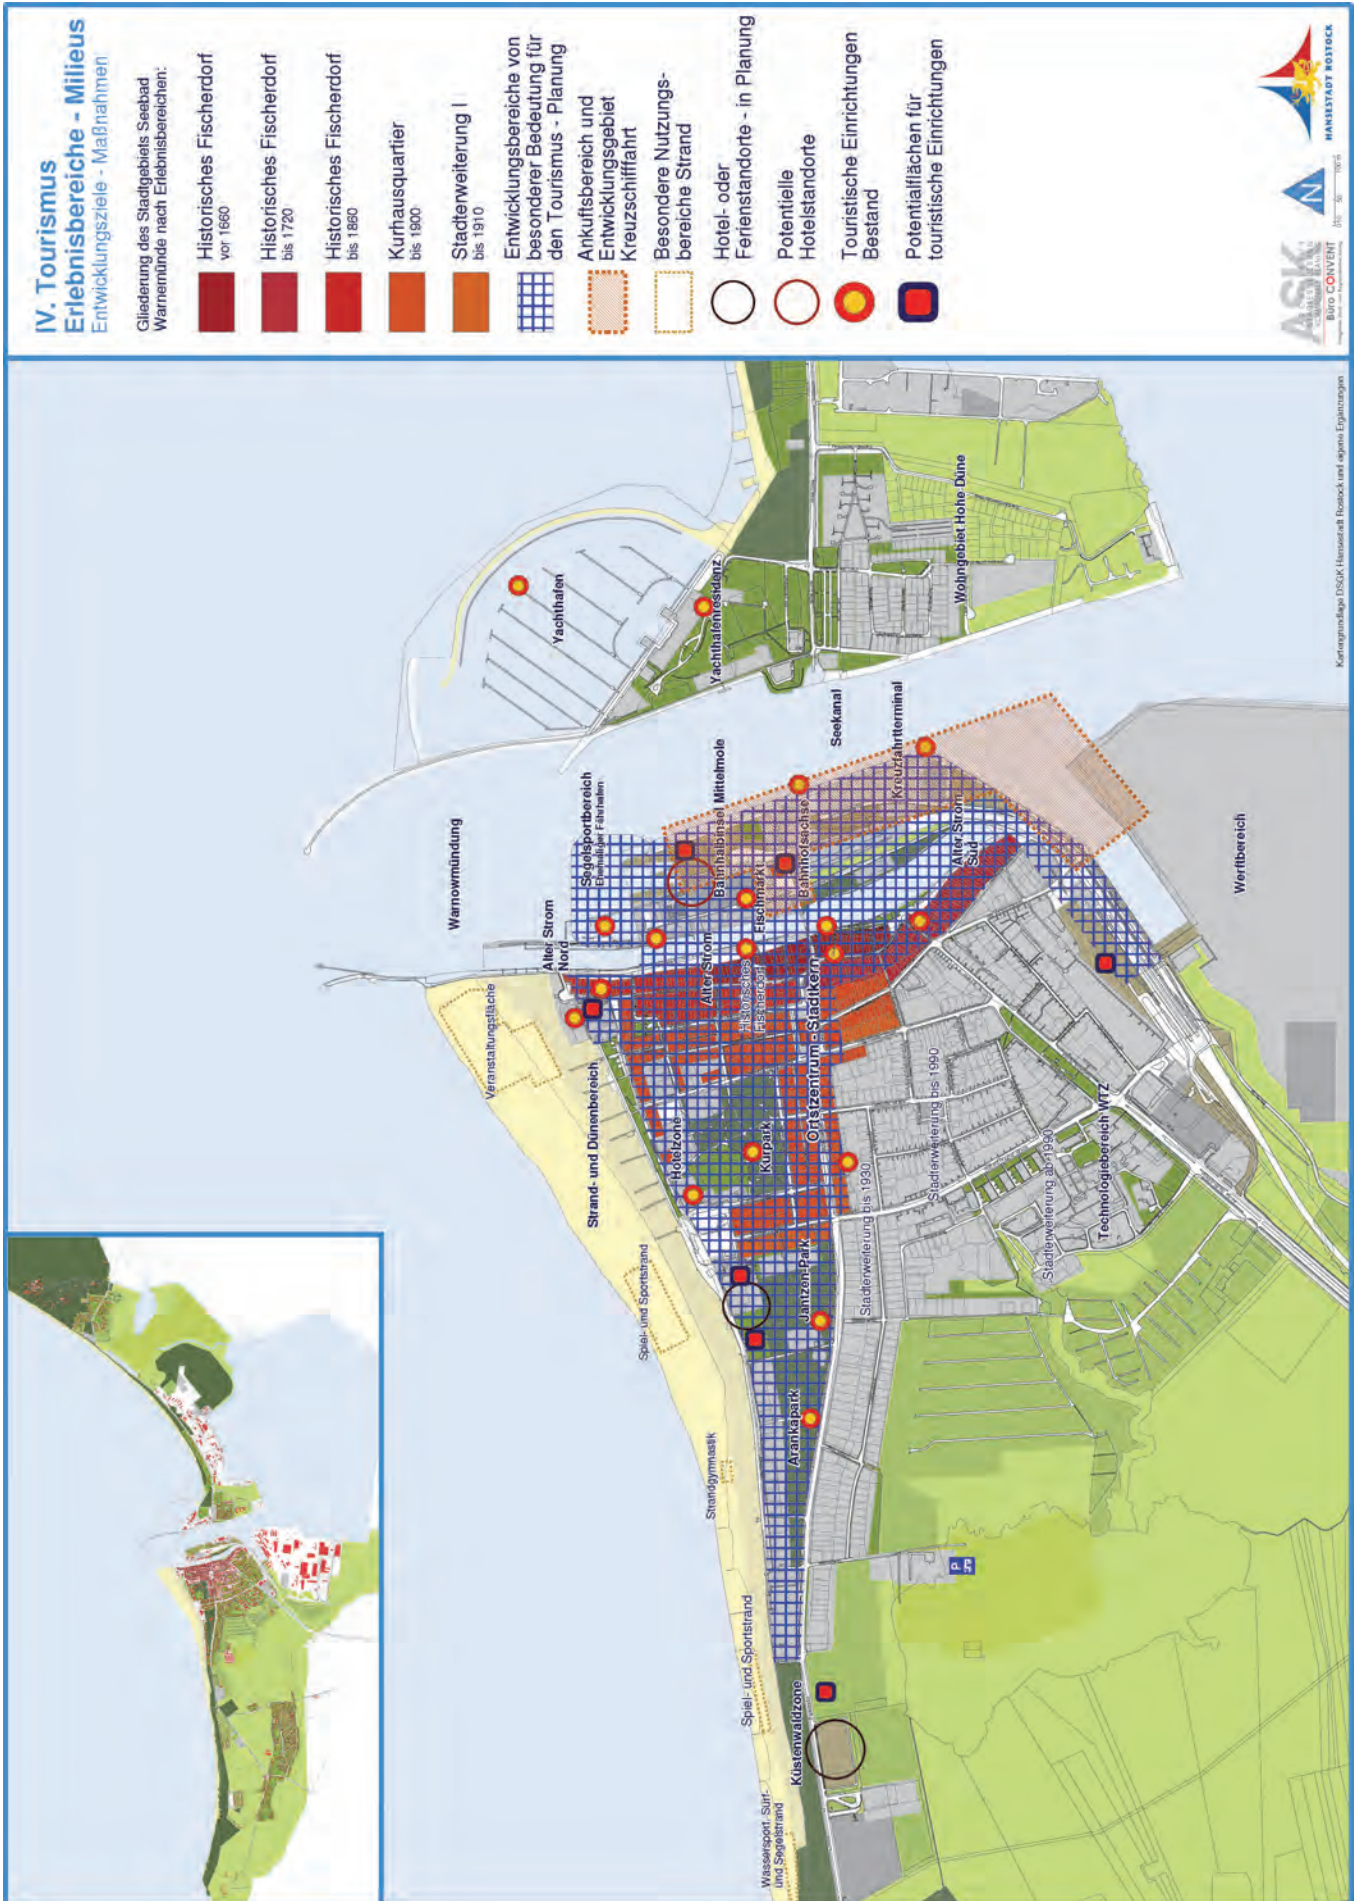 IV. Tourismus
Erlebnisbereiche - Milieus
Entwicklungsziele - Maßnahmen
Gliederung des Stadtgebiets Seebad
Warnemünde nach Erlebnisbereichen:
Historisches Fischerdorf
vor 1660
Historisches Fischerdorf
bis 1720
Historisches Fischerdorf
bis 1860
Kurhausquartier
bis 1900
Stadterweiterung I
bis 1910
Entwicklungsbereiche von
besonderer Bedeutung für
den Tourismus - Planung
Ankuftsbereich und
Entwicklungsgebiet
Kreuzschifffahrt
Besondere Nutzungs-
bereiche Strand
Hotel- oder
Ferienstandorte - in Planung
Potentielle
Hotelstandorte
Touristische Einrichtungen
Bestand
Potentialflächen für
touristische Einrichtungen
ASK
Büro CONVENT
N
HANSESTADT ROSTOCK
Warnowmündung
Yachthafen
Yachthafenresidenz
Wohngebiet Hohe Düne
Segelsportbereich
Ehemaliger Fährhafen
Bahnhalbinsel Mittelmole
Seekanal
Kreuzfahrtterminal
Bahnhofsachse
Fischmarkt
Alter Strom
Nord
Alter Strom
Alter Strom
Süd
Historisches
Fischerdorf
Ortszentrum - Stadtkern
Werftbereich
Veranstaltungsfläche
Strand- und Dünenbereich
Hotelzone
Kurpark
Spiel- und Sportstrand
Jantzen-Park
Stadterweiterung bis 1930
Stadterweiterung bis 1990
Stadterweiterung ab 1990
Technologiebereich WTZ
Strandgymnastik
Arankapark
P
Spiel- und Sportstrand
Küstenwaldzone
Wassersport, Surf-
und Segelstrand
Kartengrundlage DSGK Hansestadt Rostock und eigene Ergänzungen